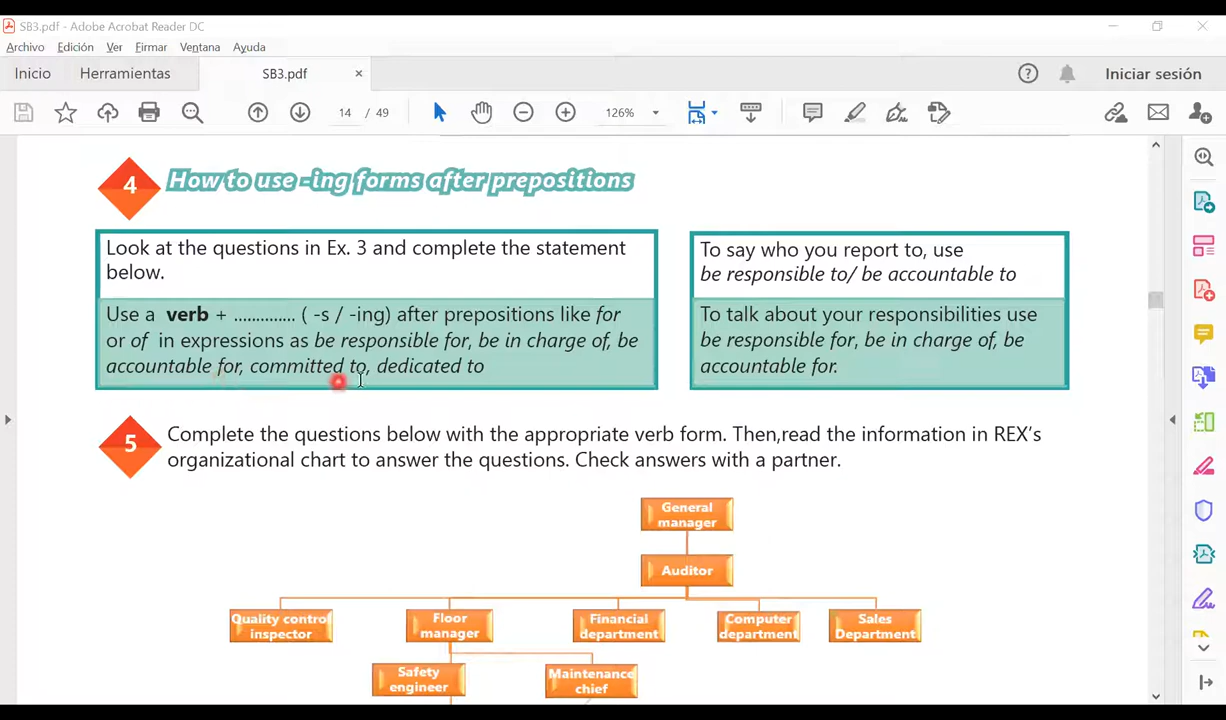 SB3.pdf - Adobe Acrobat Reader DC
Archivo Edición Ver Firmar Ventana Ayuda
Inicio Herramientas SB3.pdf × Iniciar sesión
14 / 49 126%
4 How to use -ing forms after prepositions
Look at the questions in Ex. 3 and complete the statement
below.
Use a verb + .............. ( -s / -ing) after prepositions like for
or of in expressions as be responsible for, be in charge of, be
accountable for, committed to, dedicated to
To say who you report to, use
be responsible to/ be accountable to
To talk about your responsibilities use
be responsible for, be in charge of, be
accountable for.
5 Complete the questions below with the appropriate verb form. Then,read the information in REX's
organizational chart to answer the questions. Check answers with a partner.
General
manager
Auditor
Quality control
inspector
Floor
manager
Financial
department
Computer
department
Sales
Department
Safety
engineer
Maintenance
chief